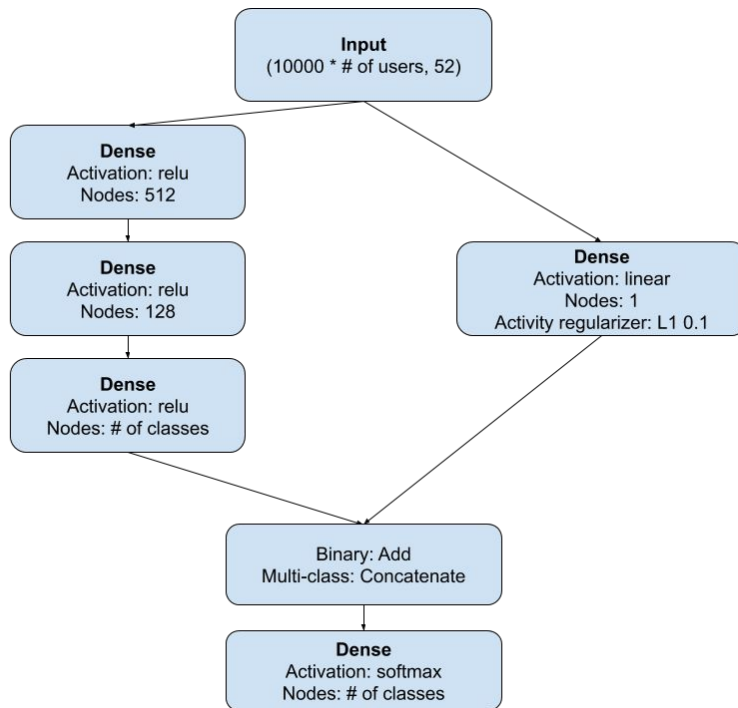 Input
(10000 * # of users, 52)
Dense
Activation: relu
Nodes: 512
Dense
Activation: relu
Nodes: 128
Dense
Activation: linear
Nodes: 1
Activity regularizer: L1 0.1
Dense
Activation: relu
Nodes: # of classes
Binary: Add
Multi-class: Concatenate
Dense
Activation: softmax
Nodes: # of classes